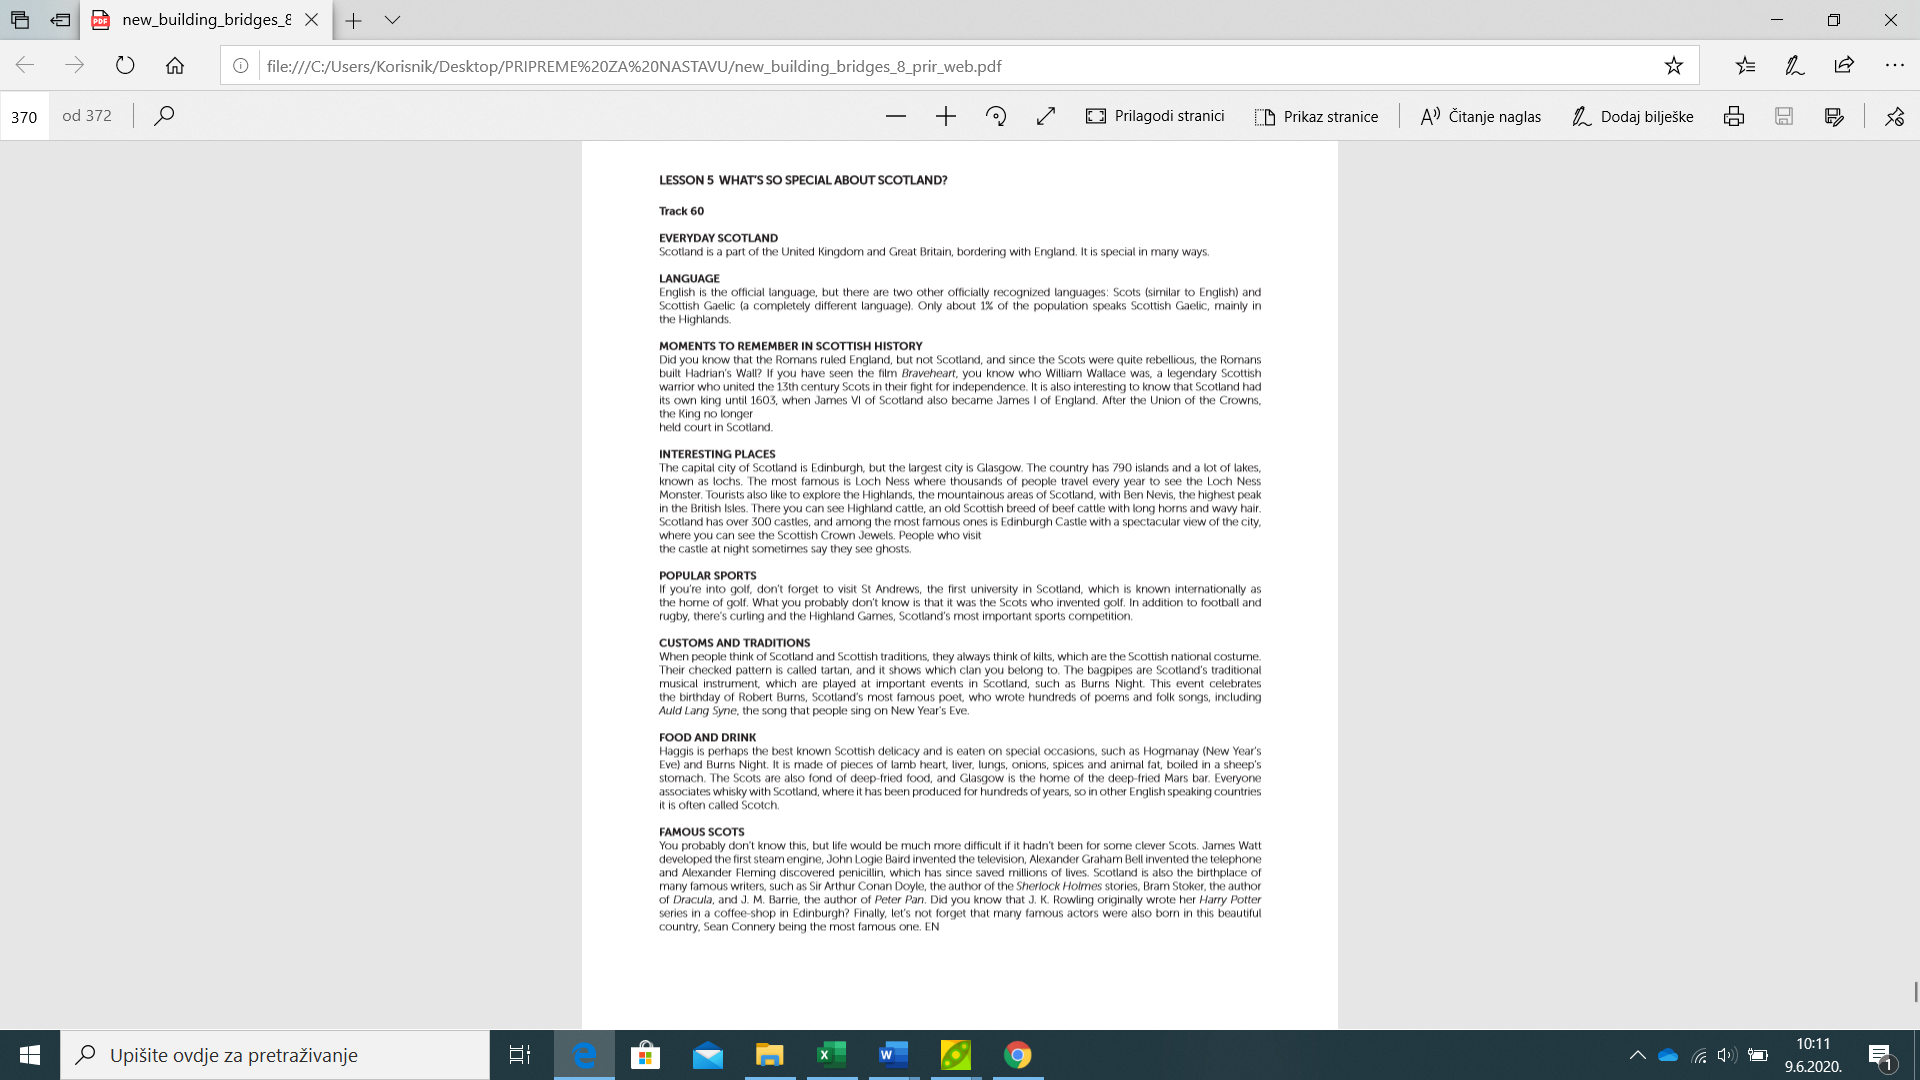 new_building_bridges_8
file:///C:/Users/Korisnik/Desktop/PRIPREME%20ZA%20NASTAVU/new_building_bridges_8_prir_web.pdf
370 od 372 Prilagodi stranici Prikaz stranice Čitanje naglas Dodaj bilješke
LESSON 5 WHAT'S SO SPECIAL ABOUT SCOTLAND?
Track 60
EVERYDAY SCOTLAND
Scotland is a part of the United Kingdom and Great Britain, bordering with England. It is special in many ways.
LANGUAGE
English is the official language, but there are two other officially recognized languages: Scots (similar to English) and
Scottish Gaelic (a completely different language). Only about 1% of the population speaks Scottish Gaelic, mainly in
the Highlands.
MOMENTS TO REMEMBER IN SCOTTISH HISTORY
Did you know that the Romans ruled England, but not Scotland, and since the Scots were quite rebellious, the Romans
built Hadrian's Wall? If you have seen the film Braveheart, you know who William Wallace was, a legendary Scottish
warrior who united the 13th century Scots in their fight for independence. It is also interesting to know that Scotland had
its own king until 1603, when James VI of Scotland also became James I of England. After the Union of the Crowns,
the King no longer
held court in Scotland.
INTERESTING PLACES
The capital city of Scotland is Edinburgh, but the largest city is Glasgow. The country has 790 islands and a lot of lakes,
known as lochs. The most famous is Loch Ness where thousands of people travel every year to see the Loch Ness
Monster. Tourists also like to explore the Highlands, the mountainous areas of Scotland, with Ben Nevis, the highest peak
in the British Isles. There you can see Highland cattle, an old Scottish breed of beef cattle with long horns and wavy hair.
Scotland has over 300 castles, and among the most famous ones is Edinburgh Castle with a spectacular view of the city,
where you can see the Scottish Crown Jewels. People who visit
the castle at night sometimes say they see ghosts.
POPULAR SPORTS
If you're into golf, don't forget to visit St Andrews, the first university in Scotland, which is known internationally as
the home of golf. What you probably don't know is that it was the Scots who invented golf. In addition to football and
rugby, there's curling and the Highland Games, Scotland's most important sports competition.
CUSTOMS AND TRADITIONS
When people think of Scotland and Scottish traditions, they always think of kilts, which are the Scottish national costume.
Their checked pattern is called tartan, and it shows which clan you belong to. The bagpipes are Scotland's traditional
musical instrument, which are played at important events in Scotland, such as Burns Night. This event celebrates
the birthday of Robert Burns, Scotland's most famous poet, who wrote hundreds of poems and folk songs, including
Auld Lang Syne, the song that people sing on New Year's Eve.
FOOD AND DRINK
Haggis is perhaps the best known Scottish delicacy and is eaten on special occasions, such as Hogmanay (New Year's
Eve) and Burns Night. It is made of pieces of lamb heart, liver, lungs, onions, spices and animal fat, boiled in a sheep's
stomach. The Scots are also fond of deep-fried food, and Glasgow is the home of the deep-fried Mars bar. Everyone
associates whisky with Scotland, where it has been produced for hundreds of years, so in other English speaking countries
it is often called Scotch.
FAMOUS SCOTS
You probably don't know this, but life would be much more difficult if it hadn't been for some clever Scots. James Watt
developed the first steam engine, John Logie Baird invented the television, Alexander Graham Bell invented the telephone
and Alexander Fleming discovered penicillin, which has since saved millions of lives. Scotland is also the birthplace of
many famous writers, such as Sir Arthur Conan Doyle, the author of the Sherlock Holmes stories, Bram Stoker, the author
of Dracula, and J. M. Barrie, the author of Peter Pan. Did you know that J. K. Rowling originally wrote her Harry Potter
series in a coffee-shop in Edinburgh? Finally, let's not forget that many famous actors were also born in this beautiful
country, Sean Connery being the most famous one. EN
Upišite ovdje za pretraživanje
10:11
9.6.2020.
1